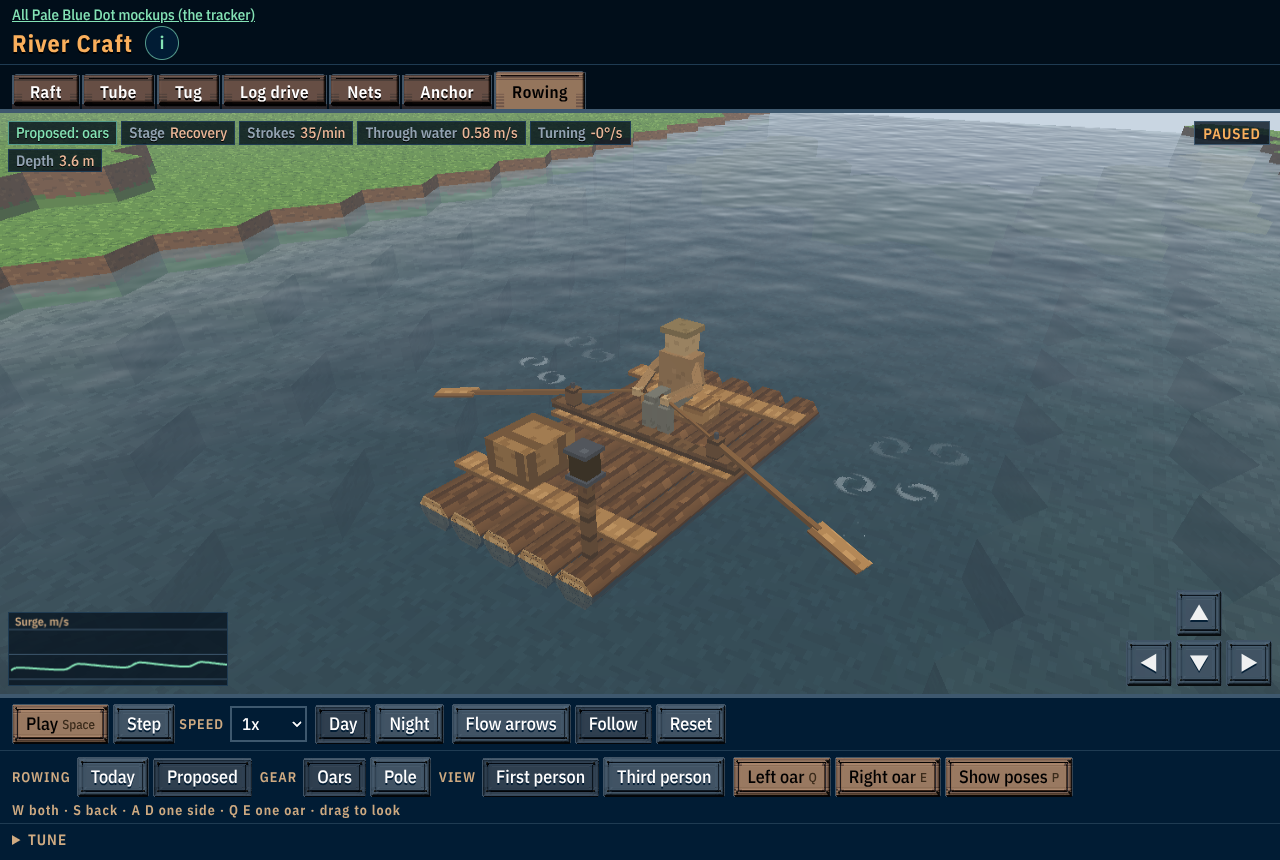 All Pale Blue Dot mockups (the tracker)
River Craft i
Raft Tube Tug Log drive Nets Anchor Rowing
Proposed: oars Stage Recovery Strokes 35/min Through water 0.58 m/s Turning -0°/s
PAUSED
Depth 3.6 m
Surge, m/s
Play Space Step SPEED 1x Day Night Flow arrows Follow Reset
ROWING Today Proposed GEAR Oars Pole VIEW First person Third person Left oar Q Right oar E Show poses P
W both · S back · A D one side · Q E one oar · drag to look
TUNE